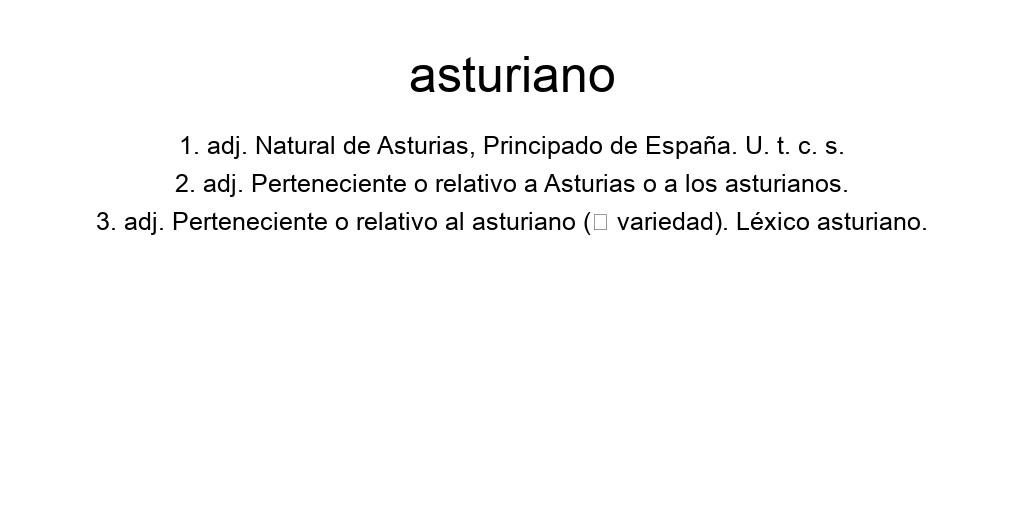 asturiano
1. adj. Natural de Asturias, Principado de España. U. t. c. s.
2. adj. Perteneciente o relativo a Asturias o a los asturianos.
3. adj. Perteneciente o relativo al asturiano (□ variedad). Léxico asturiano.